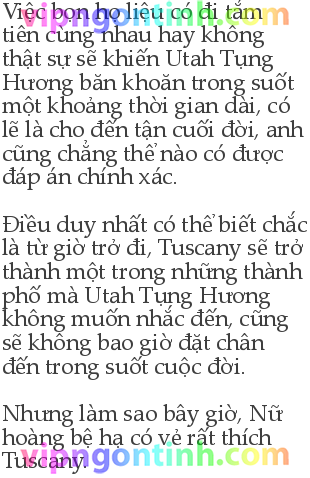 Việc bọn họ liệu có đi tắm
vipngontinh.com
tiên cùng nhau hay không
thật sự sẽ khiến Utah Tụng
Hương băn khoăn trong suốt
một khoảng thời gian dài, có
lẽ là cho đến tận cuối đời, anh
cũng chẳng thể nào có được
đáp án chính xác.
Điều duy nhất có thể biết chắc
là từ giờ trở đi, Tuscany sẽ trở
thành một trong những thành
phố mà Utah Tụng Hương
không muốn nhắc đến, cũng
sẽ không bao giờ đặt chân
đến trong suốt cuộc đời.
Nhưng làm sao bây giờ, Nữ
hoàng bệ hạ có vẻ rất thích
Tuscany.
vipngontinh.com